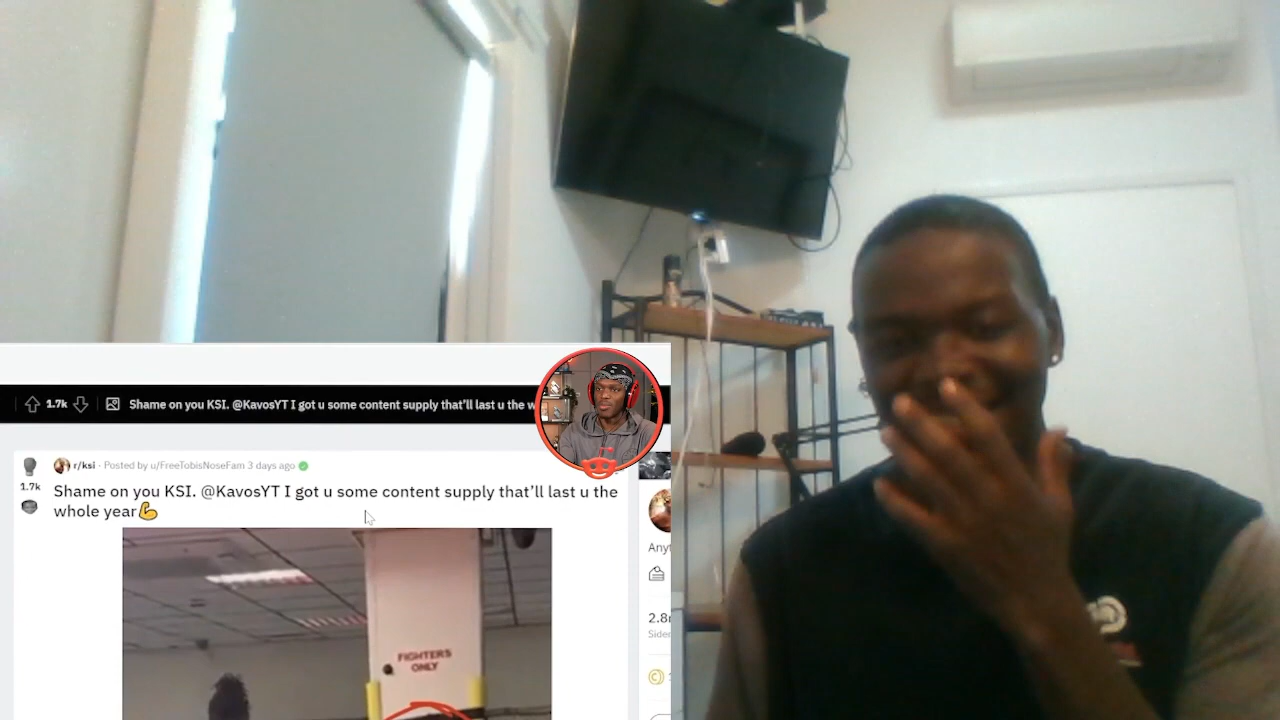 1.7k
Shame on you KSI. @KavosYT I got u some content supply that'll last u the w
r/ksi · Posted by u/FreeTobisNoseFam 3 days ago
1.7k
Shame on you KSI. @KavosYT I got u some content supply that'll last u the
whole year💪
FIGHTERS
ONLY
Any
2.8
Side